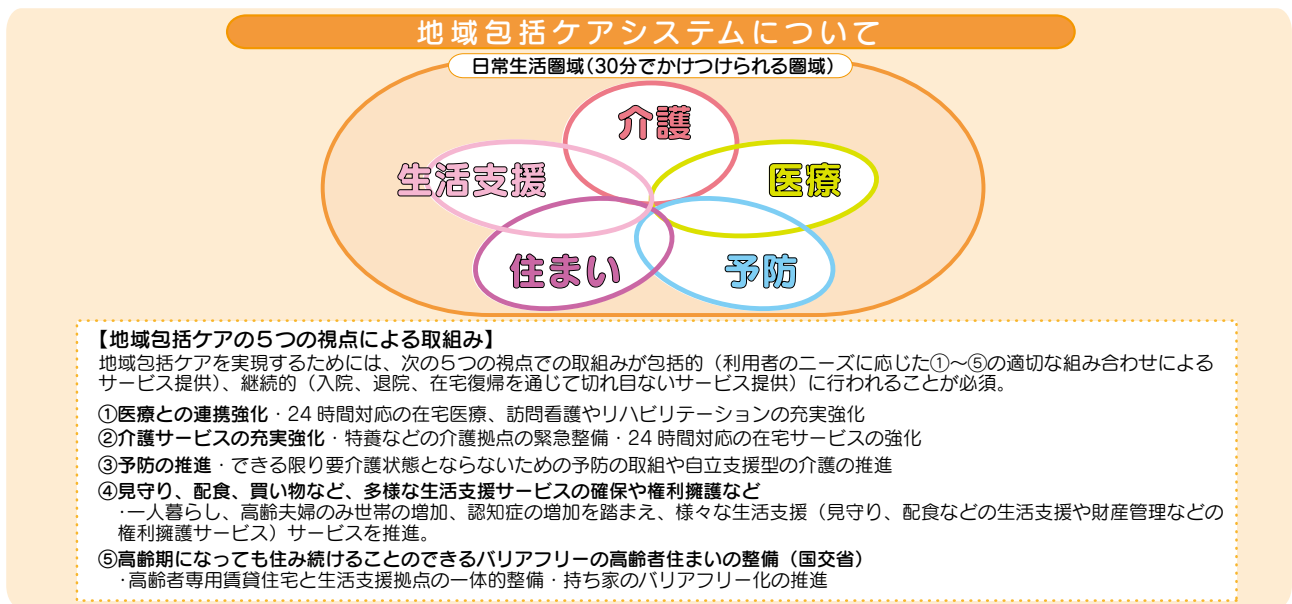 地域包括ケアシステムについて
日常生活圏域(30分でかけつけられる圏域)
介護
生活支援
医療
住まい
予防
【地域包括ケアの5つの視点による取組み】
地域包括ケアを実現するためには、次の5つの視点での取組みが包括的（利用者のニーズに応じた①～⑤の適切な組み合わせによる
サービス提供）、継続的（入院、退院、在宅復帰を通じて切れ目ないサービス提供）に行われることが必須。
①医療との連携強化・24 時間対応の在宅医療、訪問看護やリハビリテーションの充実強化
②介護サービスの充実強化・特養などの介護拠点の緊急整備・24 時間対応の在宅サービスの強化
③予防の推進・できる限り要介護状態とならないための予防の取組や自立支援型の介護の推進
④見守り、配食、買い物など、多様な生活支援サービスの確保や権利擁護など
・一人暮らし、高齢夫婦のみ世帯の増加、認知症の増加を踏まえ、様々な生活支援（見守り、配食などの生活支援や財産管理などの
権利擁護サービス）サービスを推進。
⑤高齢期になっても住み続けることのできるバリアフリーの高齢者住まいの整備（国交省）
・高齢者専用賃貸住宅と生活支援拠点の一体的整備・持ち家のバリアフリー化の推進